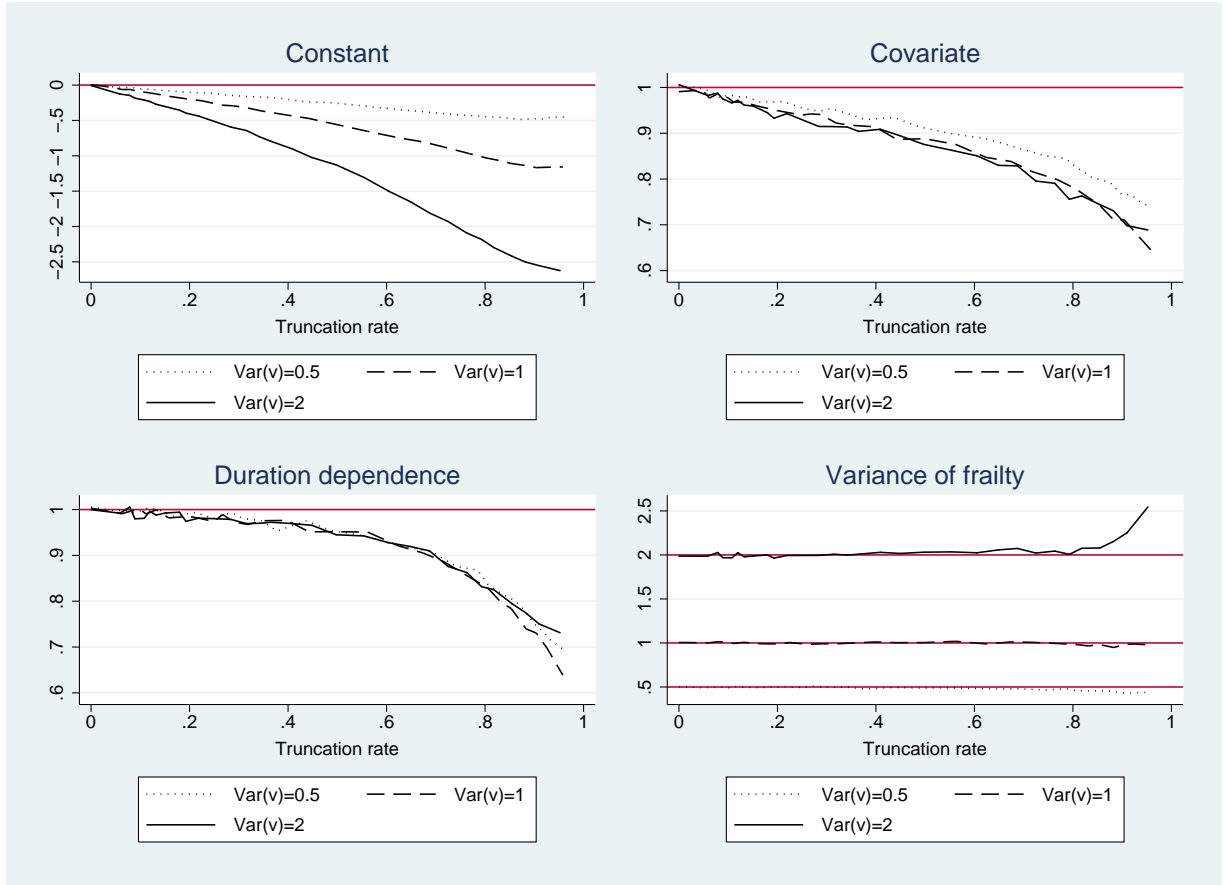 Constant
0
−.5
−1
−1.5
−2
−2.5
0 .2 .4 .6 .8 1
Truncation rate
Var(v)=0.5 Var(v)=1
Var(v)=2
Covariate
1
.9
.8
.7
.6
0 .2 .4 .6 .8 1
Truncation rate
Var(v)=0.5 Var(v)=1
Var(v)=2
Duration dependence
1
.9
.8
.7
.6
0 .2 .4 .6 .8 1
Truncation rate
Var(v)=0.5 Var(v)=1
Var(v)=2
Variance of frailty
2.5
2
1.5
1
.5
0 .2 .4 .6 .8 1
Truncation rate
Var(v)=0.5 Var(v)=1
Var(v)=2